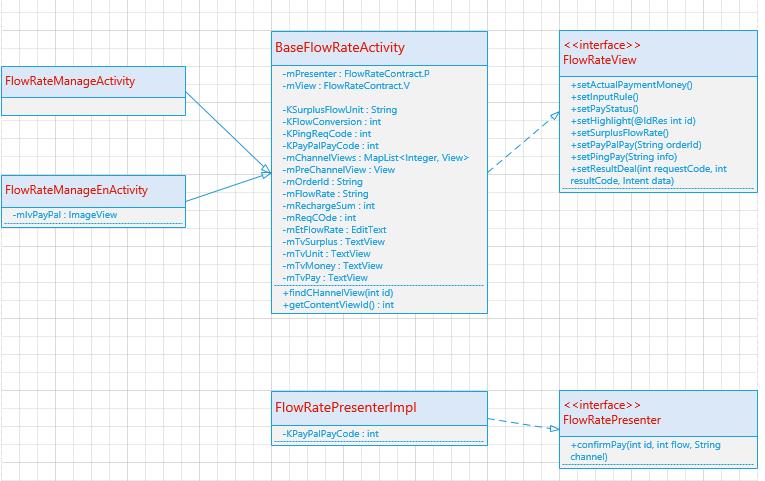 FlowRateManageActivity
FlowRateManageEnActivity
-mIvPayPal : ImageView
BaseFlowRateActivity
-mPresenter : FlowRateContract.P
-mView : FlowRateContract.V
-KSurplusFlowUnit : String
-KFlowConversion : int
-KPingReqCode : int
-KPayPalPayCode : int
-mChannelViews : MapList<Integer, View>
-mPreChannelView : View
-mOrderId : String
-mFlowRate : String
-mRechargeSum : int
-mReqCOde : int
-mEtFlowRate : EditText
-mTvSurplus : TextView
-mTvUnit : TextView
-mTvMoney : TextView
-mTvPay : TextView
+findCHannelView(int id)
+getContentViewId() : int
<<interface>>
FlowRateView
+setActualPaymentMoney()
+setInputRule()
+setPayStatus()
+setHighlight(@IdRes int id)
+setSurplusFlowRate()
+setPayPalPay(String orderId)
+setPingPay(String info)
+setResultDeal(int requestCode, int
resultCode, Intent data)
FlowRatePresenterImpl
-KPayPalPayCode : int
<<interface>>
FlowRatePresenter
+confirmPay(int id, int flow, String
channel)